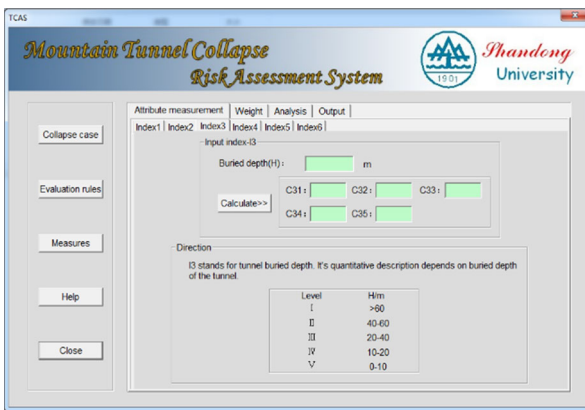 TCAS
Mountain Tunnel Collapse
Risk Assessment System
1901
Shandong
University
Collapse case
Evaluation rules
Measures
Help
Close
Attribute measurement Weight Analysis Output
Index1 Index2 Index3 Index4 Index5 Index6
Input index-I3
Buried depth(H): m
Calculate>>
C31: C32: C33:
C34: C35:
Direction
I3 stands for tunnel buried depth. It's quantitative description depends on buried depth
of the tunnel.
Level H/m
I >60
II 40-60
III 20-40
IV 10-20
V 0-10